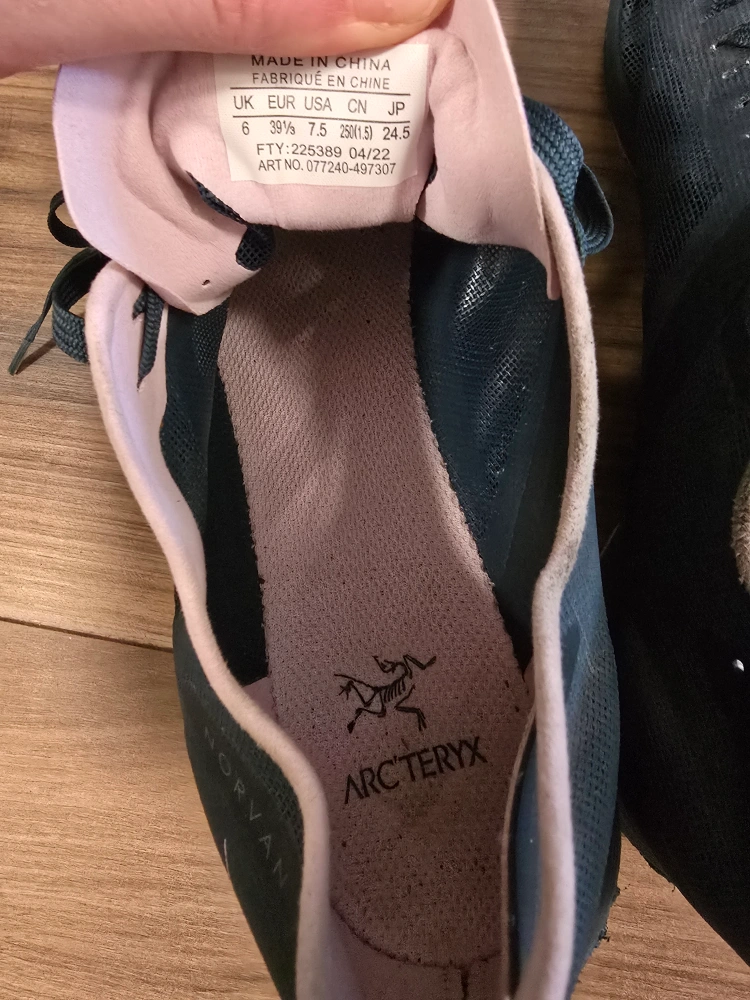 MADE IN CHINA
FABRIQUÉ EN CHINE
UK EUR USA CN JP
6 39⅓ 7.5 250(1.5) 24.5
FTY:225389 04/22
ART NO. 077240-497307
ARC'TERYX
NORVAN